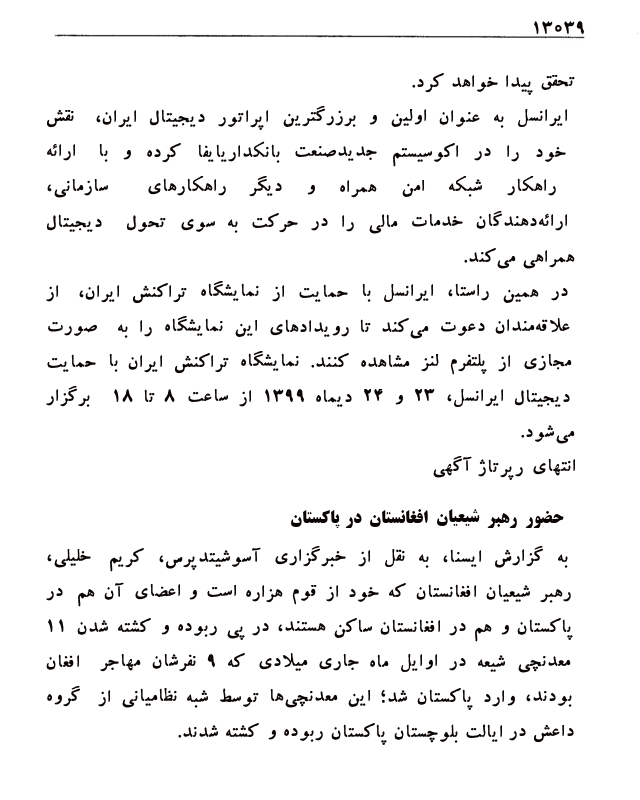 ۱۳۰۳۹
تحقق پیدا خواهد کرد.
ایرانسل به عنوان اولین و برزرگترین اپراتور دیجیتال ایران، نقش
خود را در اکوسیستم جدیدصنعت بانکداریایفا کرده و با ارائه
راهکار شبکه امن همراه و دیگر راهکارهای سازمانی،
ارائه‌دهندگان خدمات مالی را در حرکت به سوی تحول دیجیتال
همراهی می‌کند.
در همین راستا، ایرانسل با حمایت از نمایشگاه تراکنش ایران، از
علاقه‌مندان دعوت می‌کند تا رویدادهای این نمایشگاه را به صورت
مجازی از پلتفرم لنز مشاهده کنند. نمایشگاه تراکنش ایران با حمایت
دیجیتال ایرانسل، ۲۳ و ۲۴ دیماه ۱۳۹۹ از ساعت ۸ تا ۱۸ برگزار
می‌شود.
انتهای رپرتاژ آگهی
حضور رهبر شیعیان افغانستان در پاکستان
به گزارش ایسنا، به نقل از خبرگزاری آسوشیتدپرس، کریم خلیلی،
رهبر شیعیان افغانستان که خود از قوم هزاره است و اعضای آن هم در
پاکستان و هم در افغانستان ساکن هستند، در پی ربوده و کشته شدن ۱۱
معدنچی شیعه در اوایل ماه جاری میلادی که ۹ نفرشان مهاجر افغان
بودند، وارد پاکستان شد؛ این معدنچی‌ها توسط شبه نظامیانی از گروه
داعش در ایالت بلوچستان پاکستان ربوده و کشته شدند.